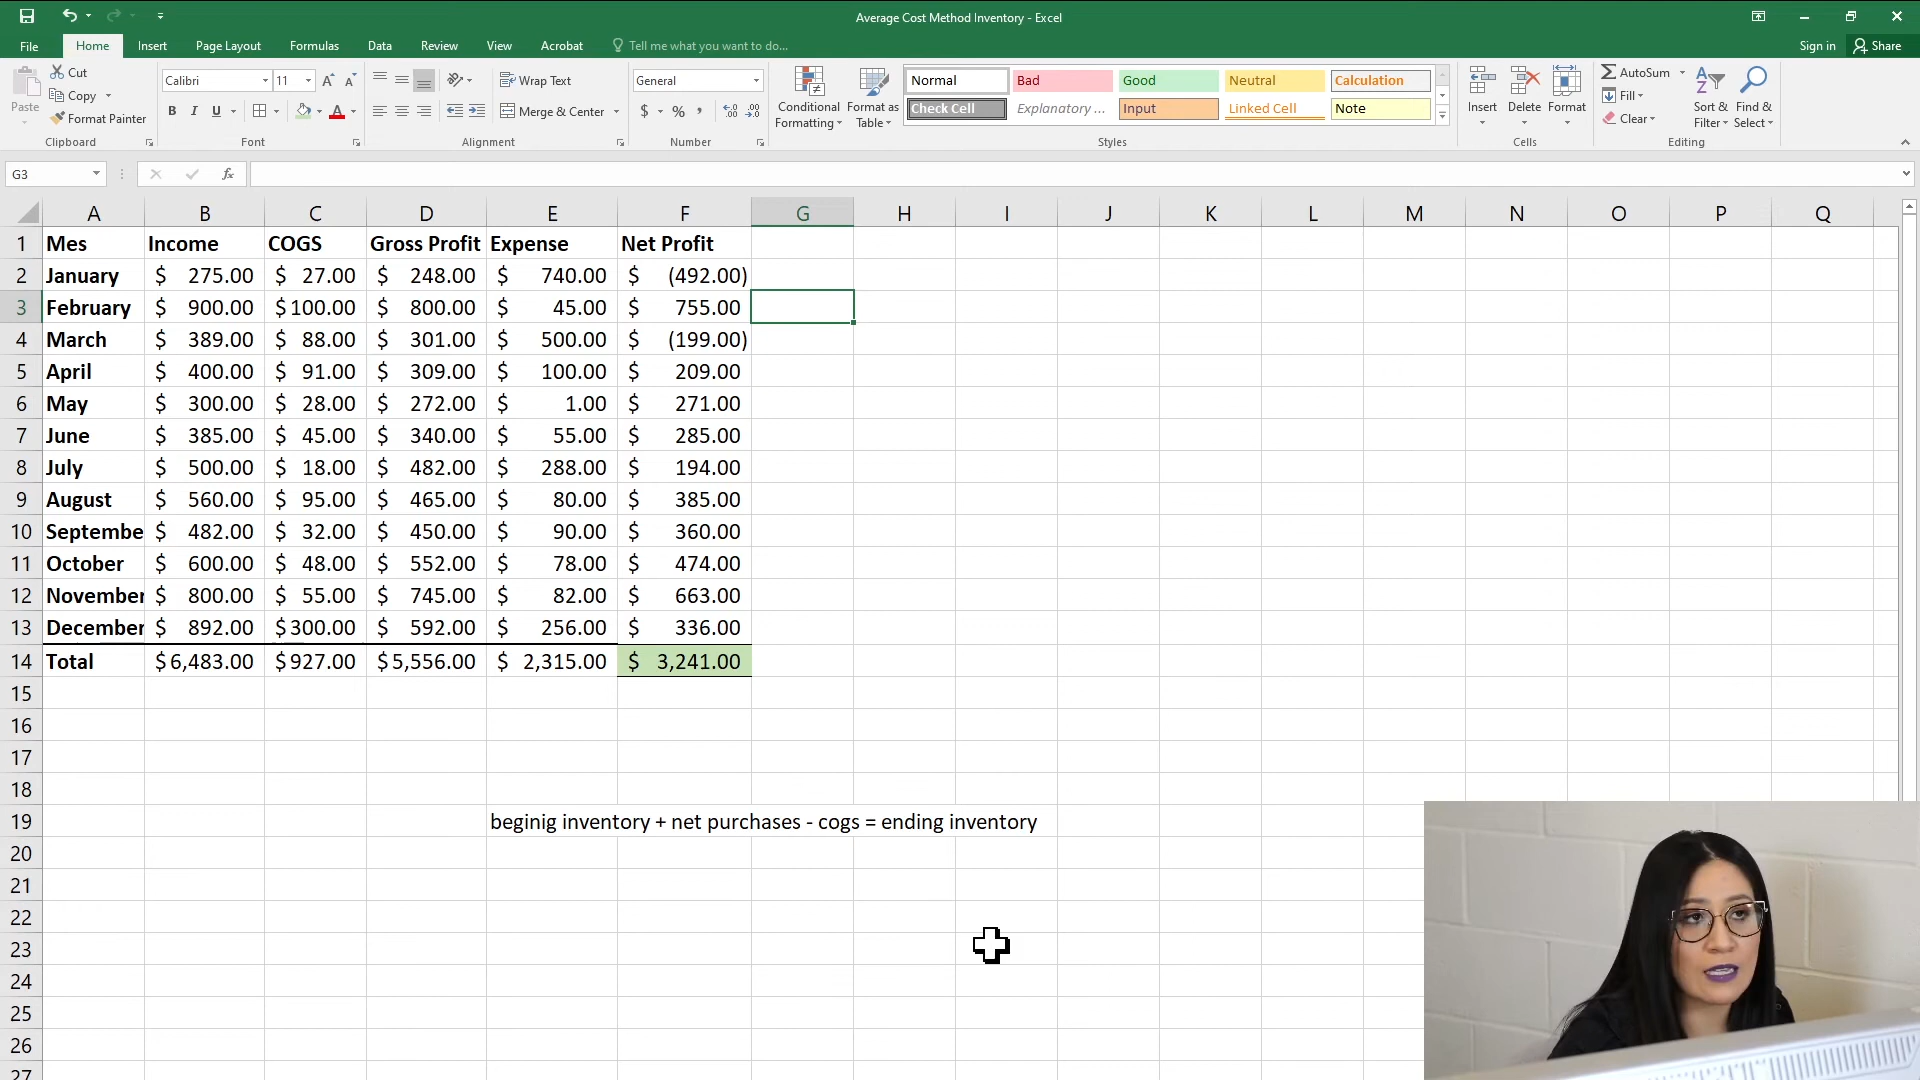 Average Cost Method Inventory - Excel
File Home Insert Page Layout Formulas Data Review View Acrobat Tell me what you want to do... Sign in Share
Paste Cut Copy Format Painter Clipboard
Calibri 11 A A B I U A Font
Wrap Text Merge & Center Alignment
General $ % , Number
Conditional Formatting Format as Table
Normal Bad Good Neutral Calculation
Check Cell Explanatory ... Input Linked Cell Note
Styles
Insert Delete Format Cells
AutoSum Fill Clear Sort & Filter Find & Select Editing
G3 fx
A B C D E F G H I J K L M N O P Q
1 Mes Income COGS Gross Profit Expense Net Profit
2 January $ 275.00 $ 27.00 $ 248.00 $ 740.00 $ (492.00)
3 February $ 900.00 $100.00 $ 800.00 $ 45.00 $ 755.00
4 March $ 389.00 $ 88.00 $ 301.00 $ 500.00 $ (199.00)
5 April $ 400.00 $ 91.00 $ 309.00 $ 100.00 $ 209.00
6 May $ 300.00 $ 28.00 $ 272.00 $ 1.00 $ 271.00
7 June $ 385.00 $ 45.00 $ 340.00 $ 55.00 $ 285.00
8 July $ 500.00 $ 18.00 $ 482.00 $ 288.00 $ 194.00
9 August $ 560.00 $ 95.00 $ 465.00 $ 80.00 $ 385.00
10 Septembe $ 482.00 $ 32.00 $ 450.00 $ 90.00 $ 360.00
11 October $ 600.00 $ 48.00 $ 552.00 $ 78.00 $ 474.00
12 November $ 800.00 $ 55.00 $ 745.00 $ 82.00 $ 663.00
13 December $ 892.00 $300.00 $ 592.00 $ 256.00 $ 336.00
14 Total $6,483.00 $927.00 $5,556.00 $ 2,315.00 $ 3,241.00
15
16
17
18
19 beginig inventory + net purchases - cogs = ending inventory
20
21
22
23
24
25
26
27